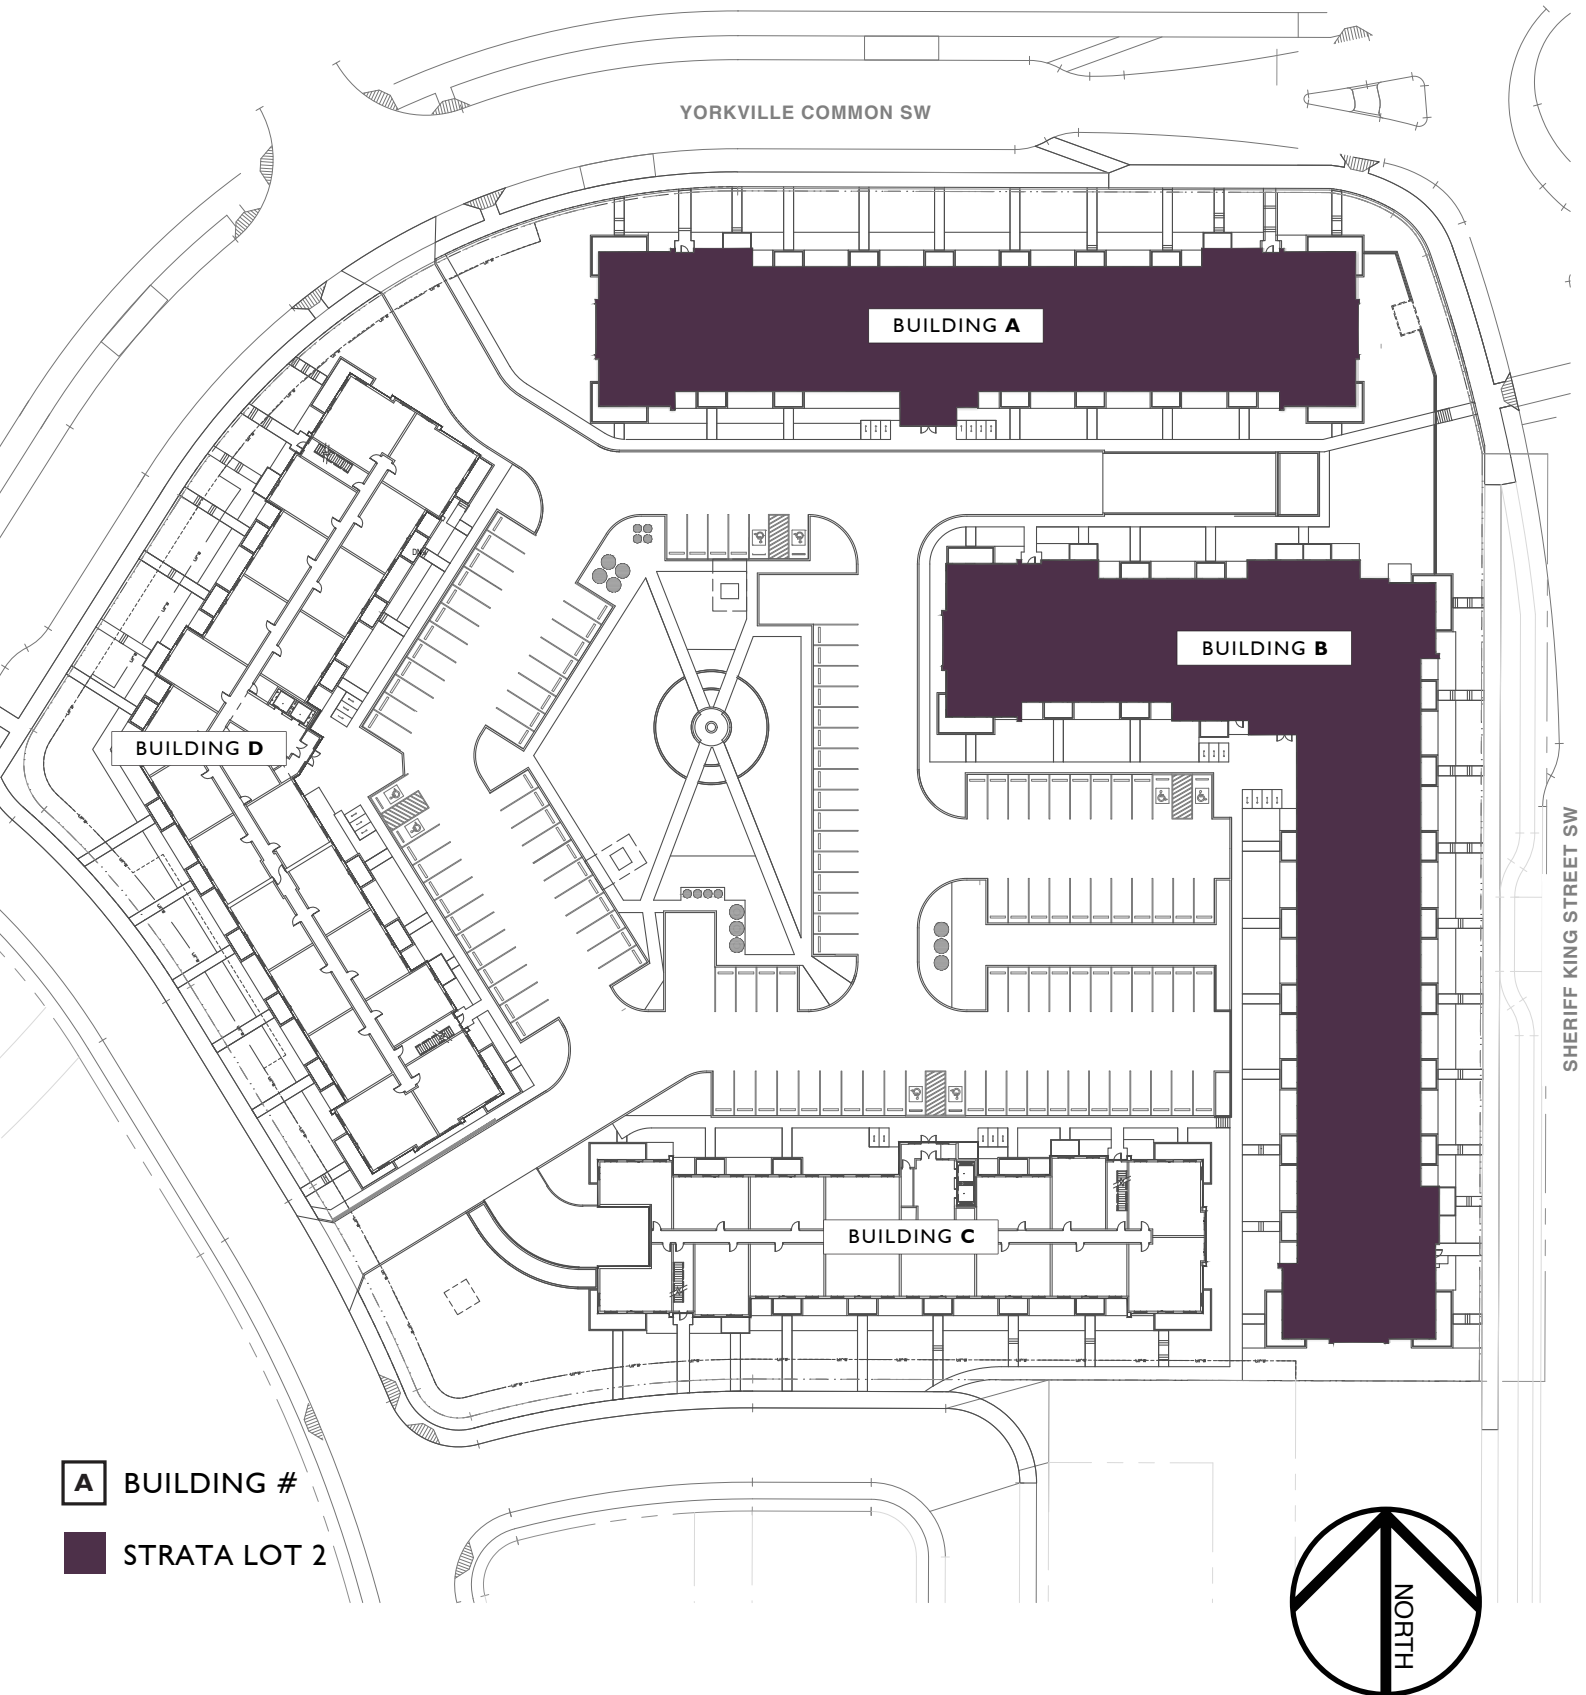 YORKVILLE COMMON SW
BUILDING A
BUILDING B
BUILDING D
SHERIFF KING STREET SW
BUILDING C
A BUILDING #
STRATA LOT 2
NORTH